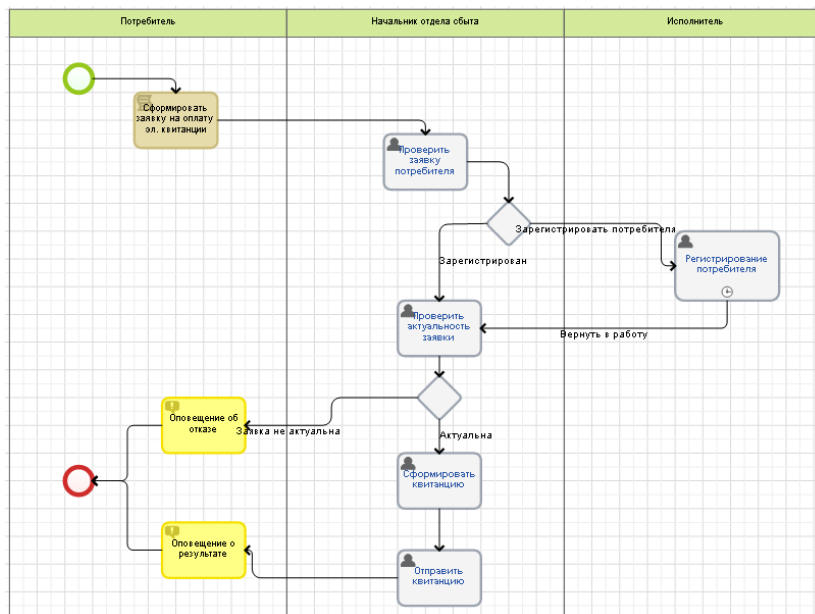 Потребитель
Начальник отдела сбыта
Исполнитель
Сформировать
заявку на оплату
эл. квитанции
Проверить
заявку
потребителя
Зарегистрировать потребителя
Зарегистрирован
Регистрирование
потребителя
Проверить
актуальность
заявки
Вернуть в работу
Оповещение об
отказе
Заявка не актуальна
Актуальна
Сформировать
квитанцию
Оповещение о
результате
Отправить
квитанцию